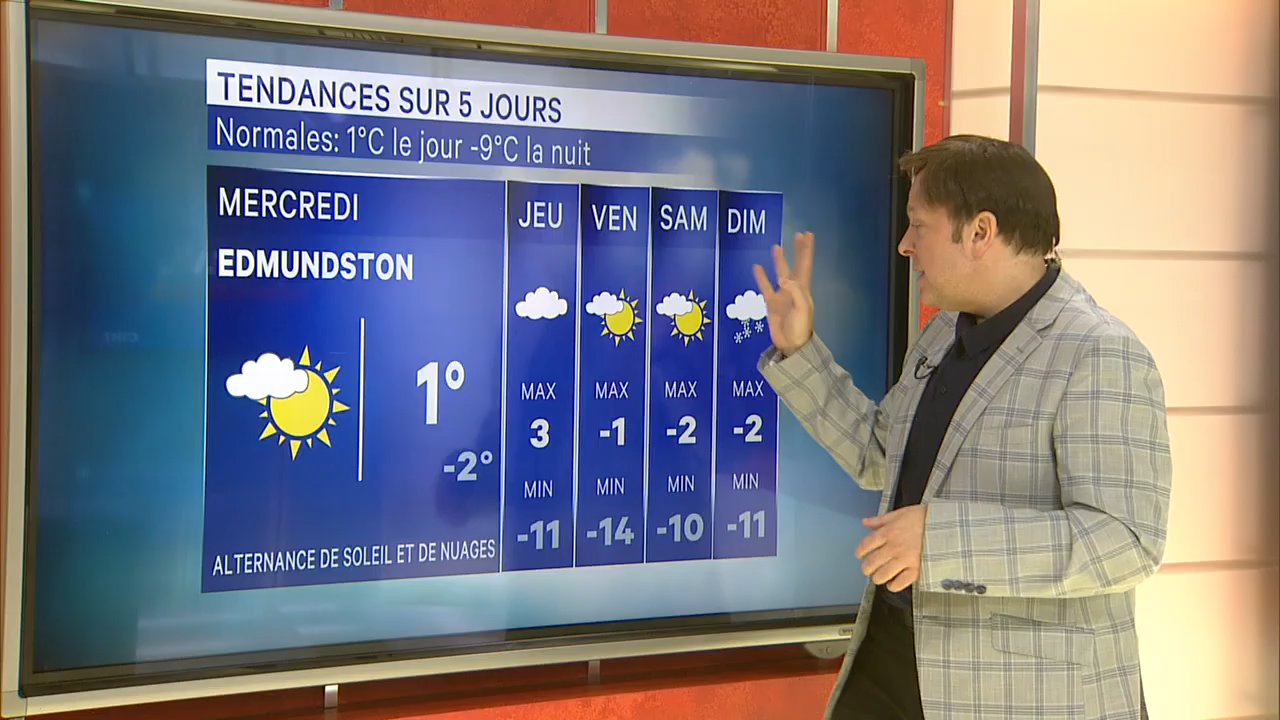 TENDANCES SUR 5 JOURS
Normales: 1°C le jour -9°C la nuit
MERCREDI
EDMUNDSTON
1°
-2°
ALTERNANCE DE SOLEIL ET DE NUAGES
JEU VEN SAM DIM
MAX MAX MAX MAX
3 -1 -2 -2
MIN MIN MIN MIN
-11 -14 -10 -11